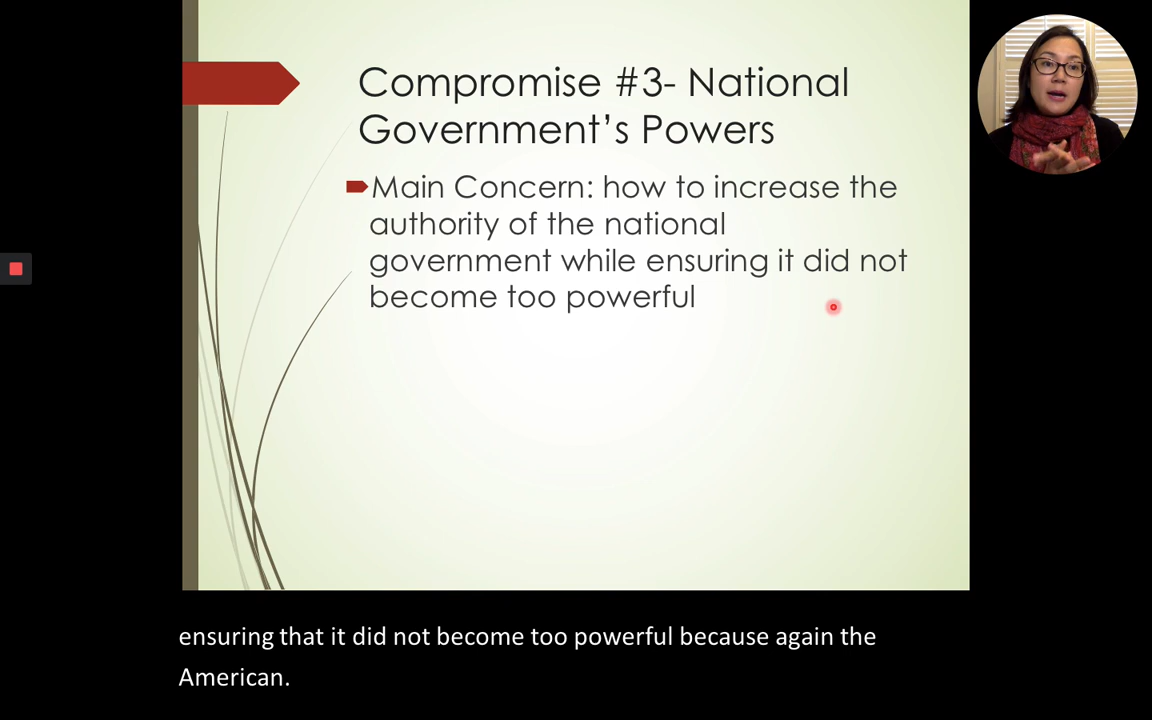 Compromise #3- National
Government's Powers
Main Concern: how to increase the
authority of the national
government while ensuring it did not
become too powerful
ensuring that it did not become too powerful because again the
American.